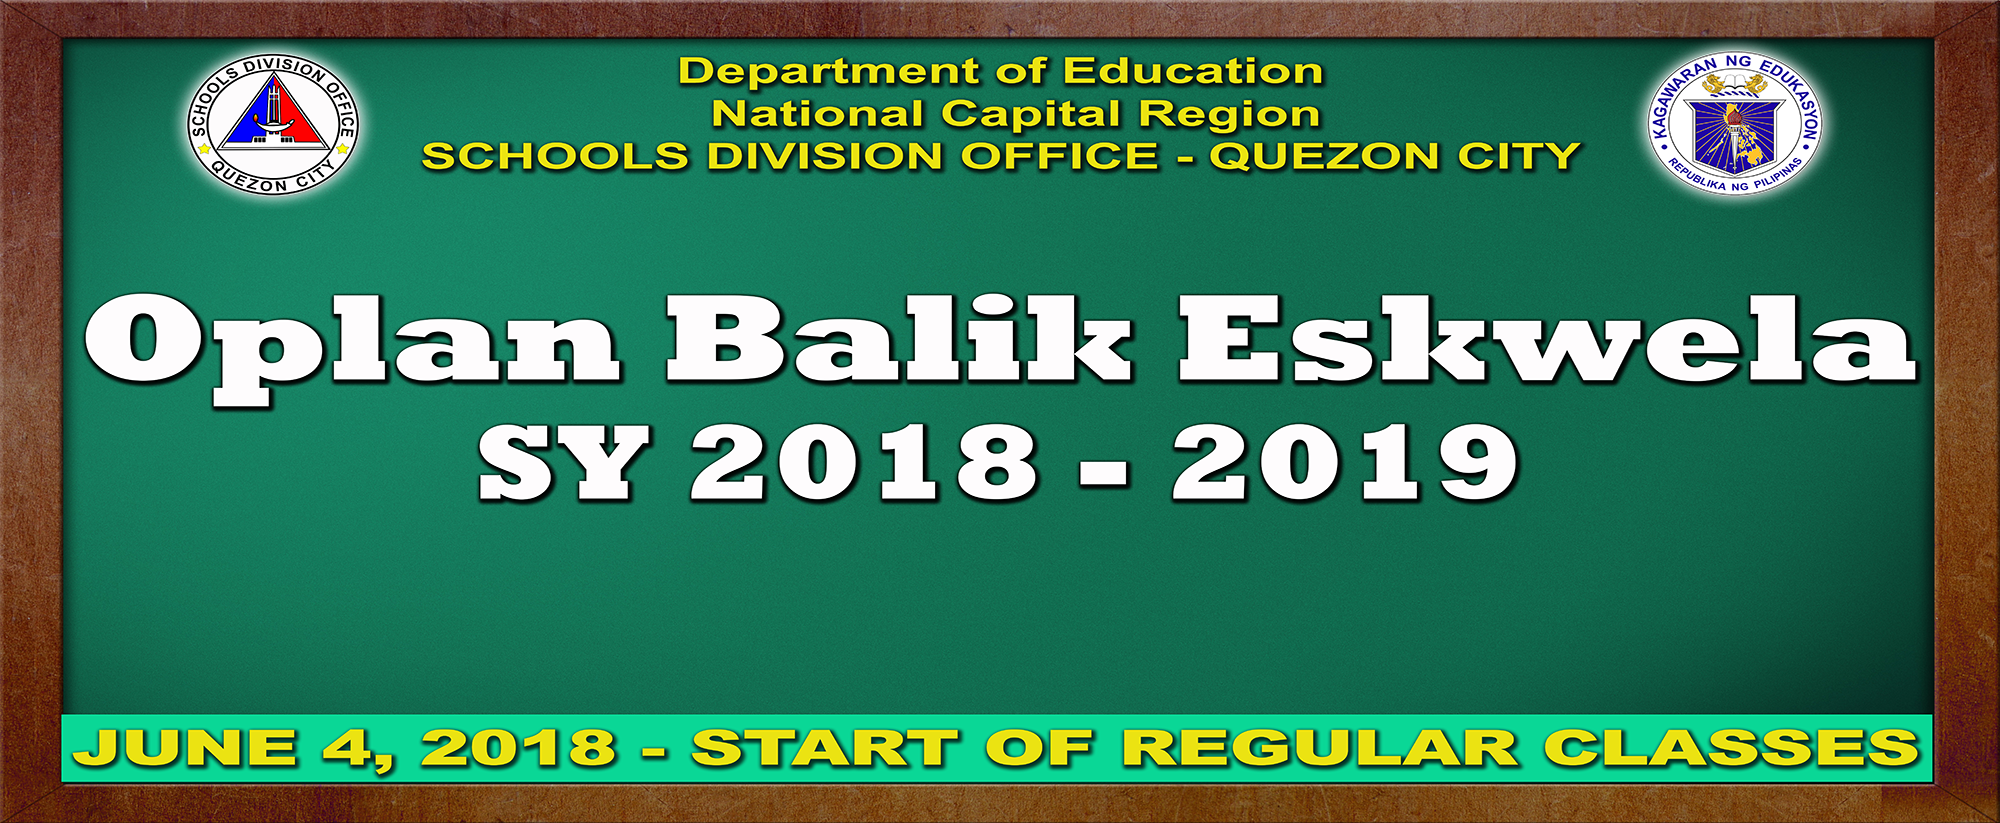 Department of Education
National Capital Region
SCHOOLS DIVISION OFFICE - QUEZON CITY
SCHOOLS DIVISION OFFICE
QUEZON CITY
KAGAWARAN NG EDUKASYON
REPUBLIKA NG PILIPINAS
Oplan Balik Eskwela
SY 2018 - 2019
JUNE 4, 2018 - START OF REGULAR CLASSES